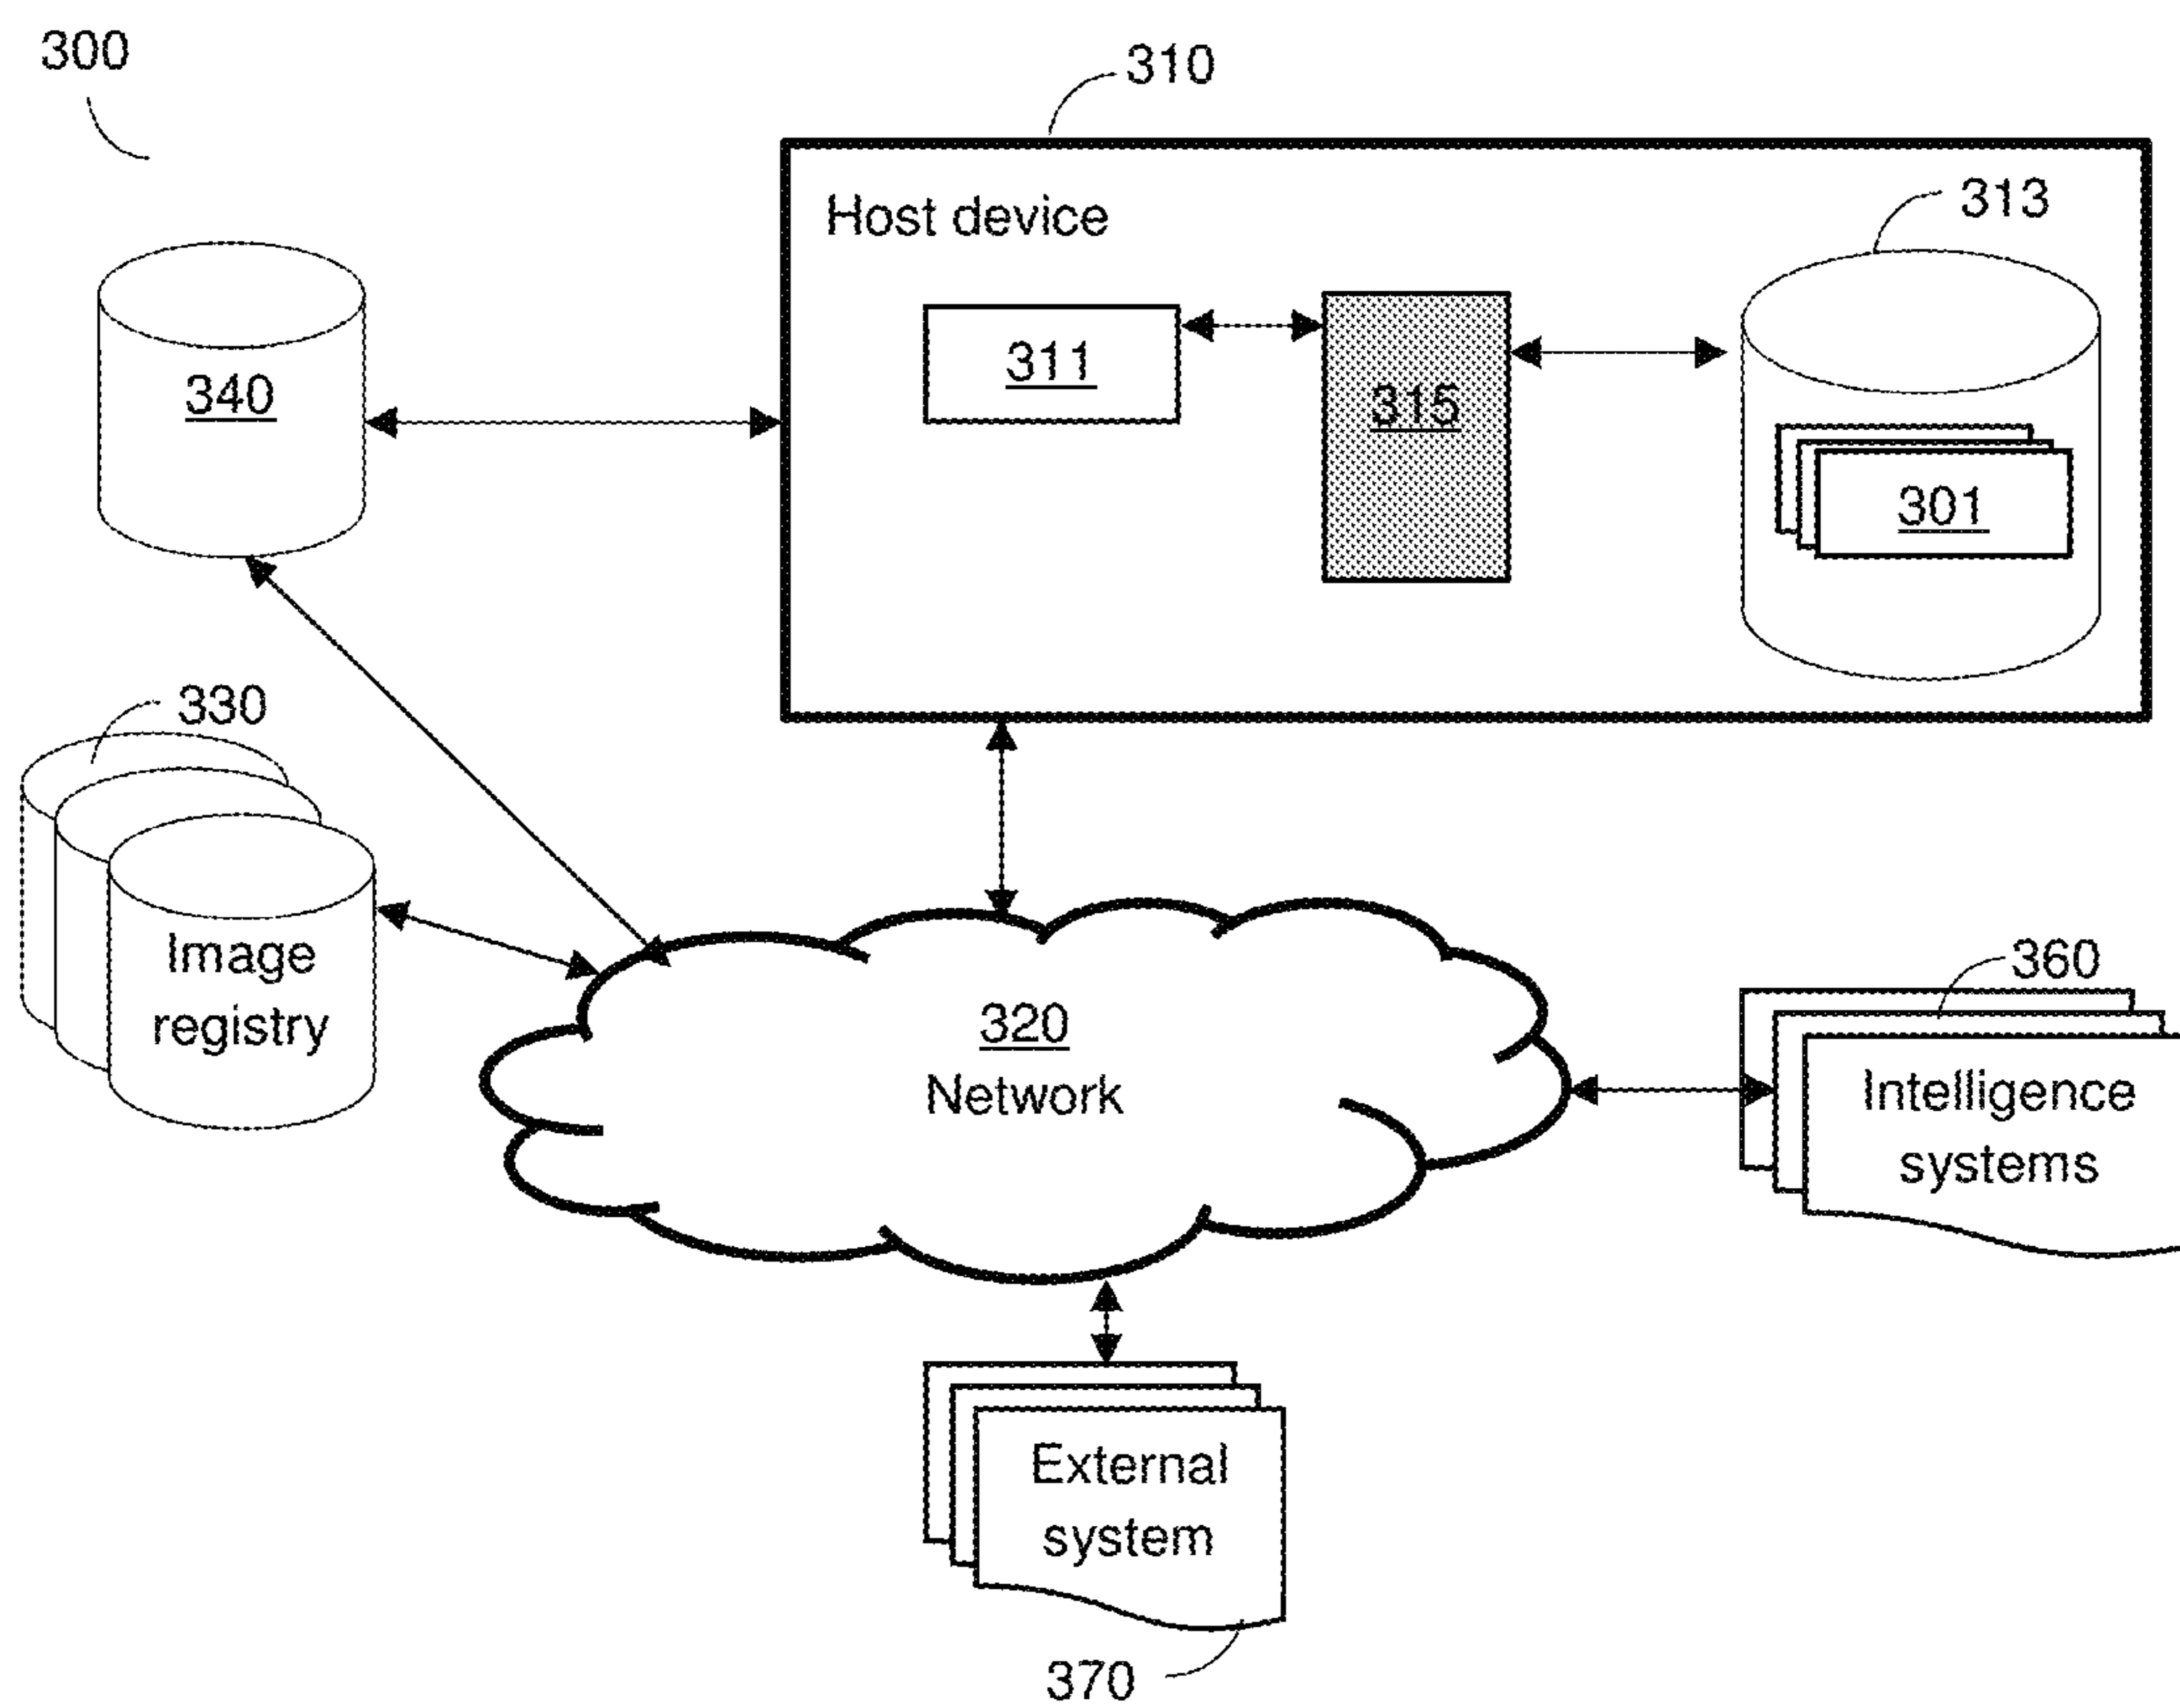 300
310
Host device
313
311
315
340
301
330
Image
registry
320
Network
360
Intelligence
systems
External
system
370